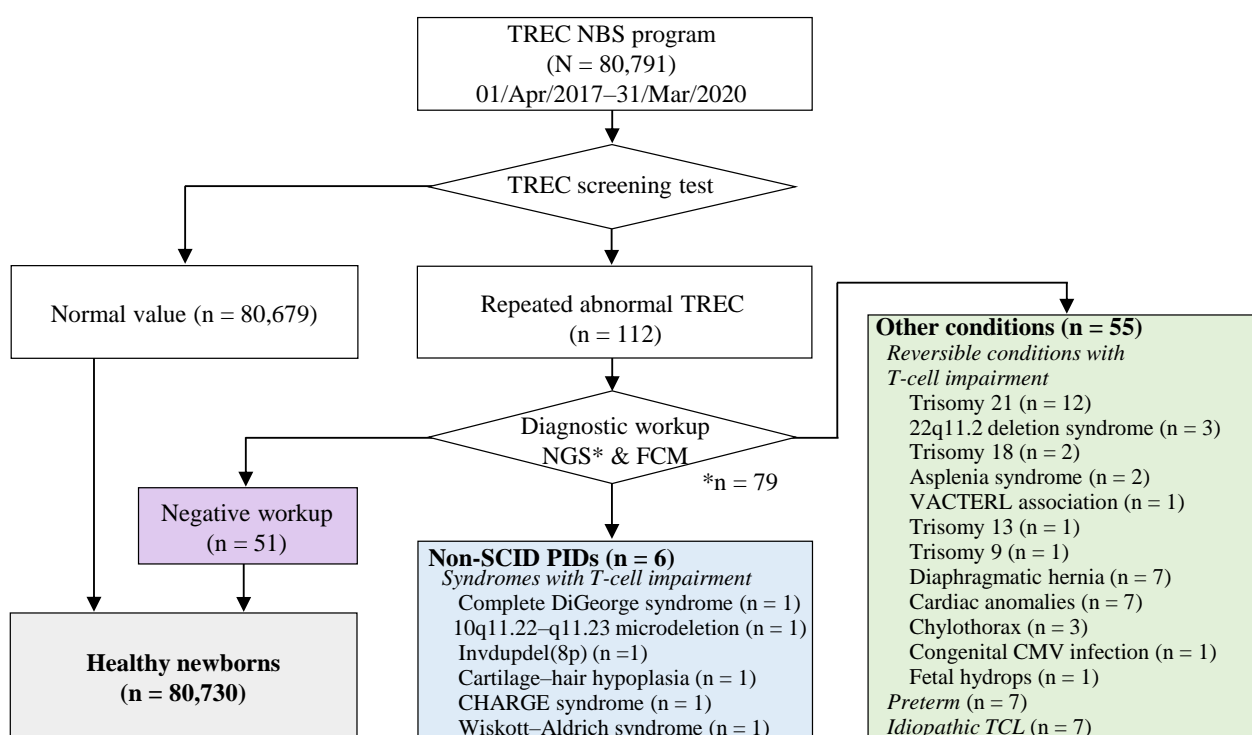 TREC NBS program
(N = 80,791)
01/Apr/2017–31/Mar/2020
TREC screening test
Normal value (n = 80,679)
Repeated abnormal TREC
(n = 112)
Diagnostic workup
NGS* & FCM
*n = 79
Negative workup
(n = 51)
Healthy newborns
(n = 80,730)
Non-SCID PIDs (n = 6)
Syndromes with T-cell impairment
Complete DiGeorge syndrome (n = 1)
10q11.22–q11.23 microdeletion (n = 1)
Invdupdel(8p) (n =1)
Cartilage–hair hypoplasia (n = 1)
CHARGE syndrome (n = 1)
Wiskott–Aldrich syndrome (n = 1)
Other conditions (n = 55)
Reversible conditions with
T-cell impairment
Trisomy 21 (n = 12)
22q11.2 deletion syndrome (n = 3)
Trisomy 18 (n = 2)
Asplenia syndrome (n = 2)
VACTERL association (n = 1)
Trisomy 13 (n = 1)
Trisomy 9 (n = 1)
Diaphragmatic hernia (n = 7)
Cardiac anomalies (n = 7)
Chylothorax (n = 3)
Congenital CMV infection (n = 1)
Fetal hydrops (n = 1)
Preterm (n = 7)
Idiopathic TCL (n = 7)